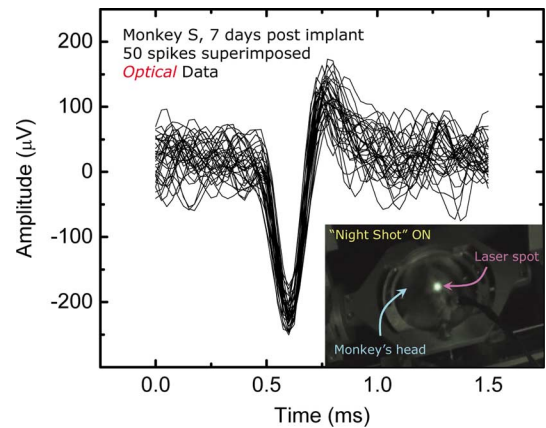 Monkey S, 7 days post implant
50 spikes superimposed
Optical Data
200
100
0
-100
-200
Amplitude (μV)
"Night Shot" ON
Laser spot
Monkey's head
0.0 0.5 1.0 1.5
Time (ms)